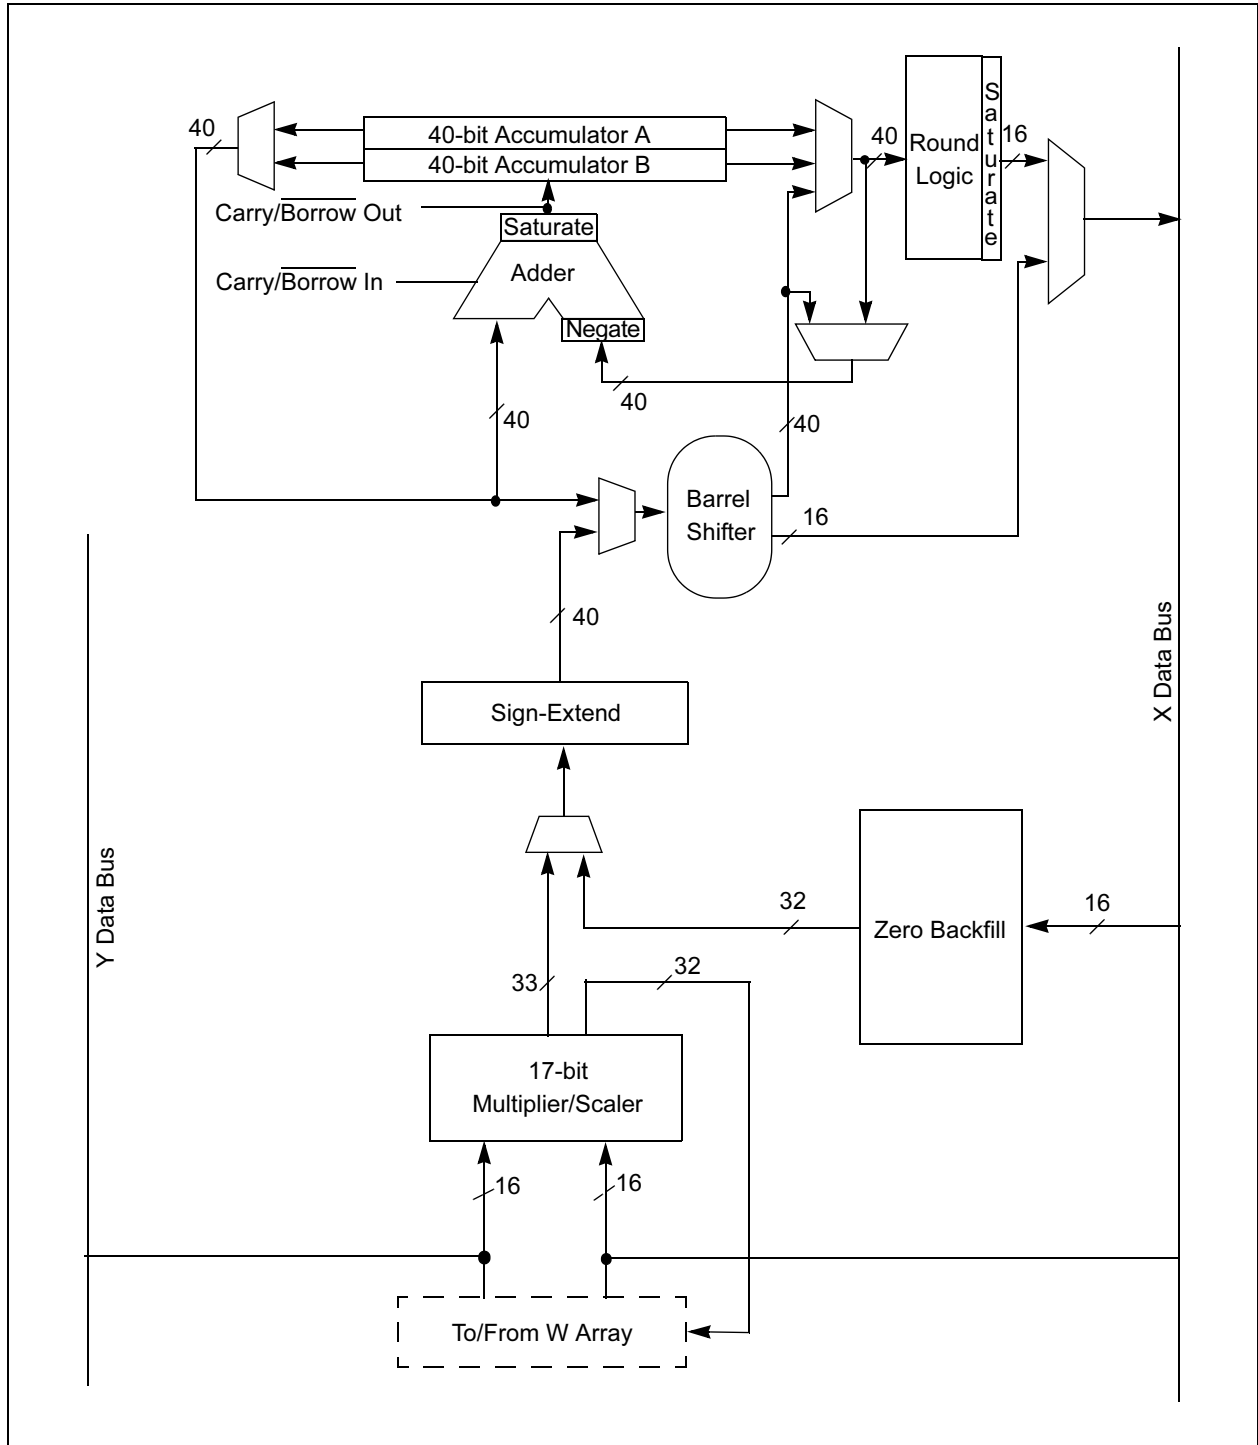 40
40-bit Accumulator A
40-bit Accumulator B
40
Round
Logic
Saturate
16
Carry/Borrow Out
Saturate
Carry/Borrow In
Adder
Negate
40
40
40
Barrel
Shifter
16
40
X Data Bus
Sign-Extend
Y Data Bus
32
Zero Backfill
16
33
32
17-bit
Multiplier/Scaler
16
16
To/From W Array